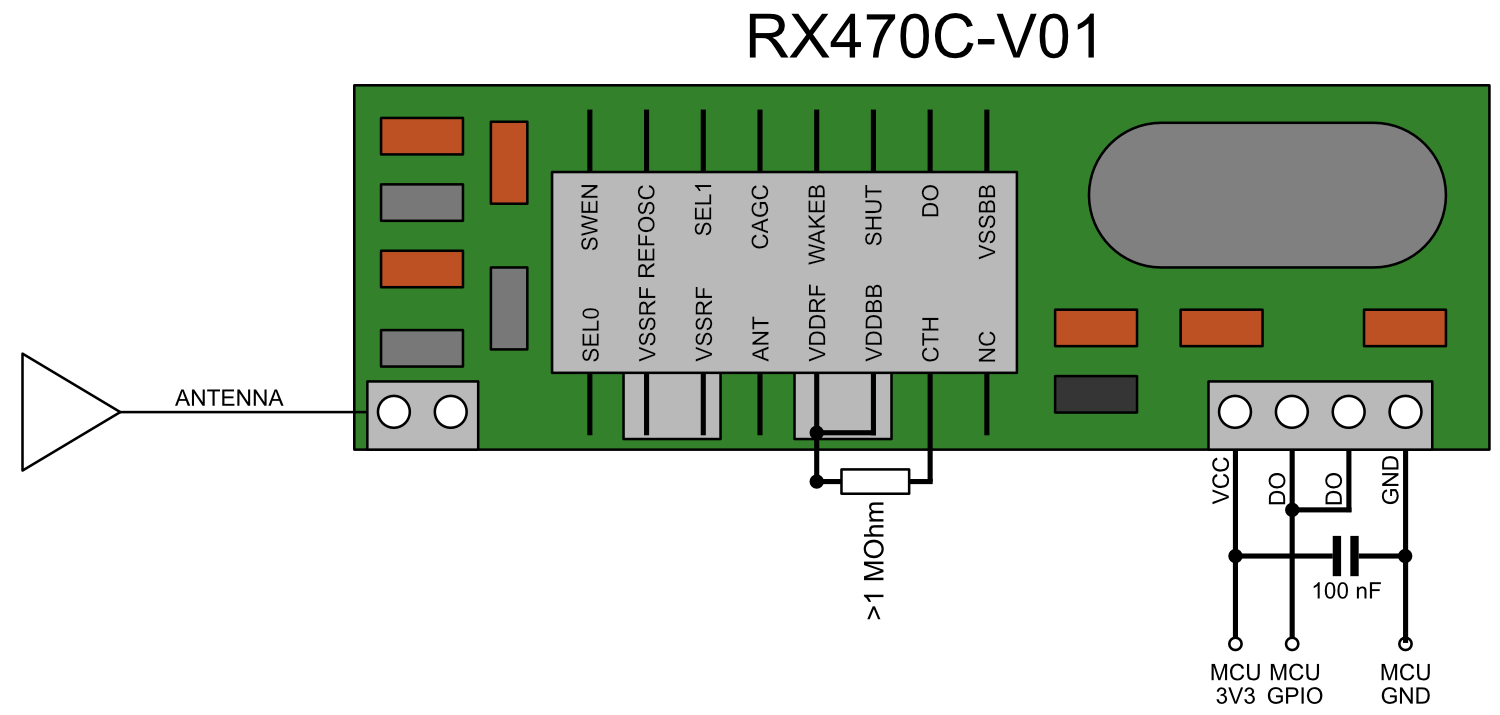 RX470C-V01
SWEN
REFOSC
SEL1
CAGC
WAKEB
SHUT
DO
VSSBB
SEL0
VSSRF
VSSRF
ANT
VDDRF
VDDBB
CTH
NC
ANTENNA
VCC
DO
DO
GND
>1 MOhm
100 nF
MCU
3V3
MCU
GPIO
MCU
GND